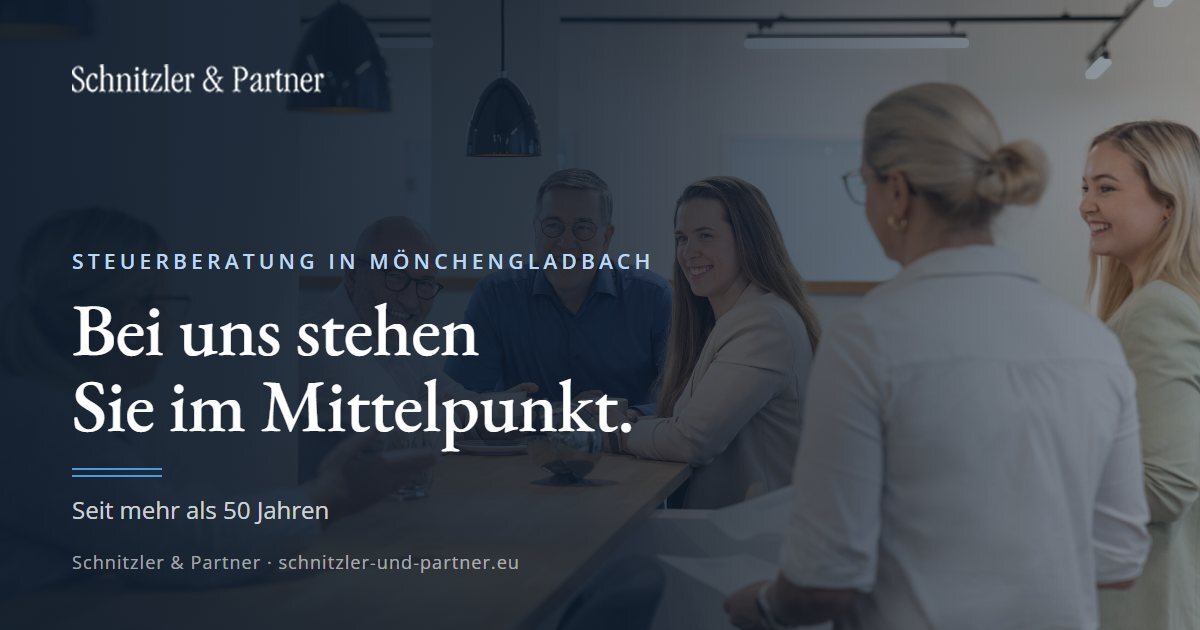 Schnitzler & Partner
STEUERBERATUNG IN MÖNCHENGLADBACH
Bei uns stehen
Sie im Mittelpunkt.
Seit mehr als 50 Jahren
Schnitzler & Partner · schnitzler-und-partner.eu